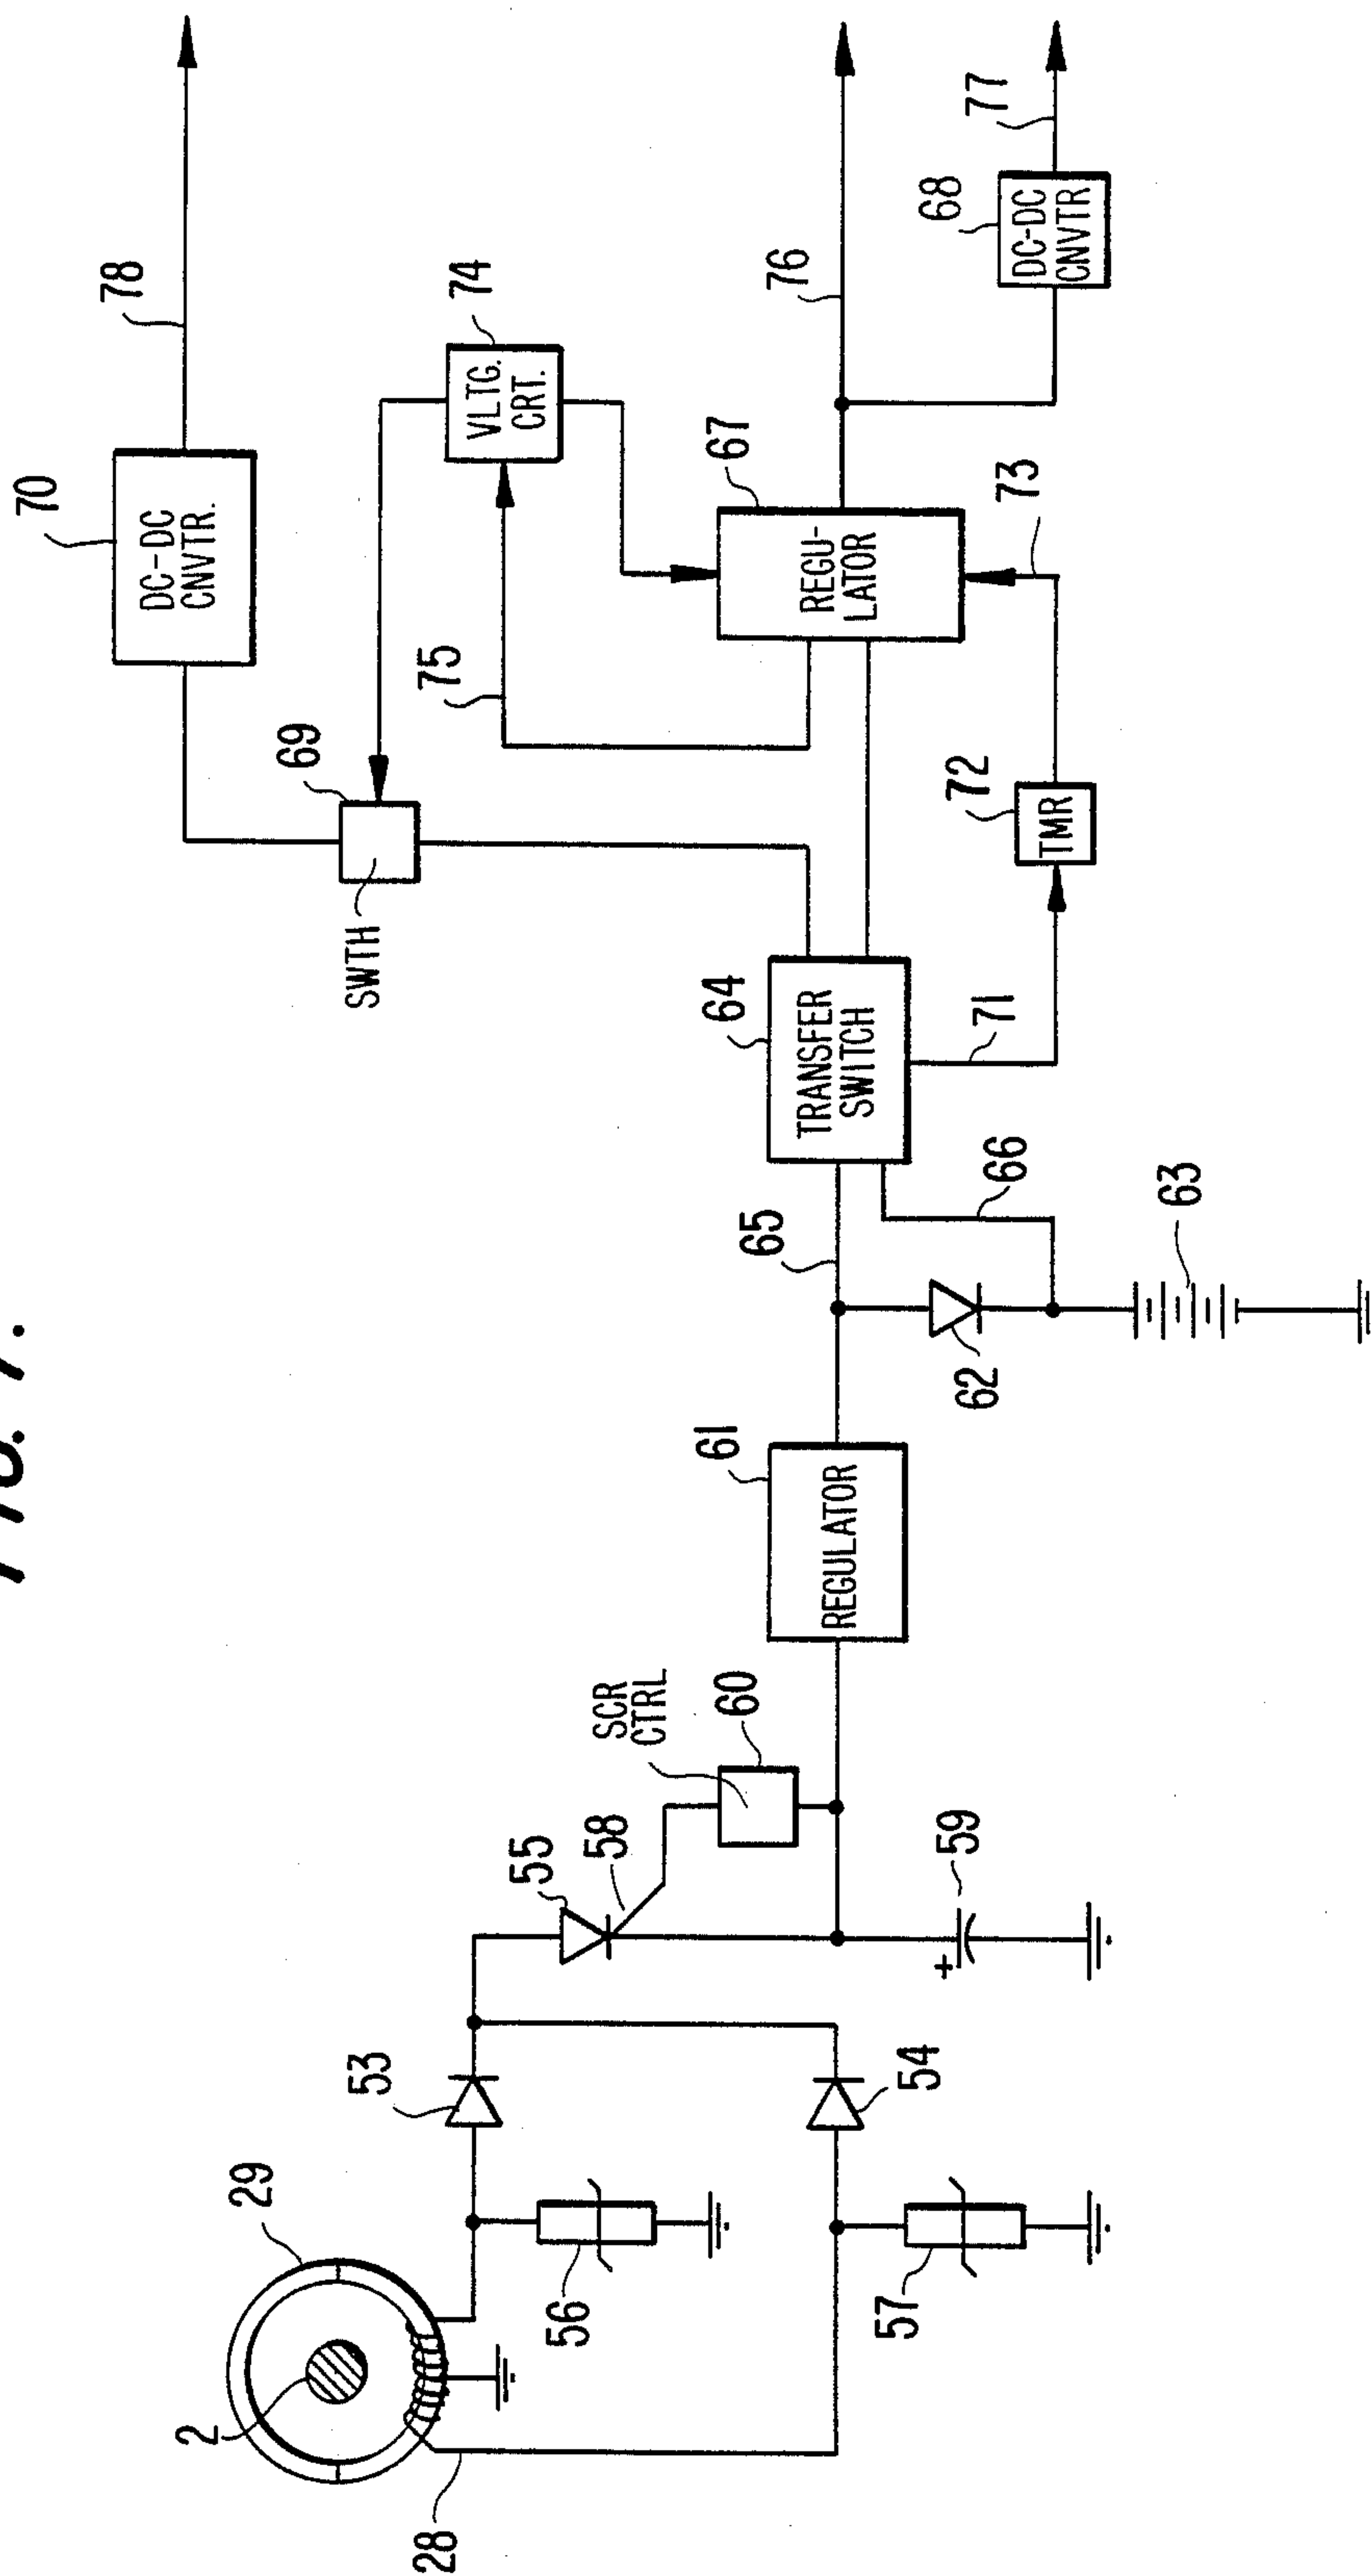 FIG.
70
DC-DC
CNVTR.
78
2
29
69
SWTH
74
VLTG.
CRT.
75
28
53
55
58
SCR
CTRL
60
56
54
59
57
61
REGULATOR
65
62
66
63
64
TRANSFER
SWITCH
67
REGU-
LATOR
76
71
72
TMR
73
68
DC-DC
CNVTR
77